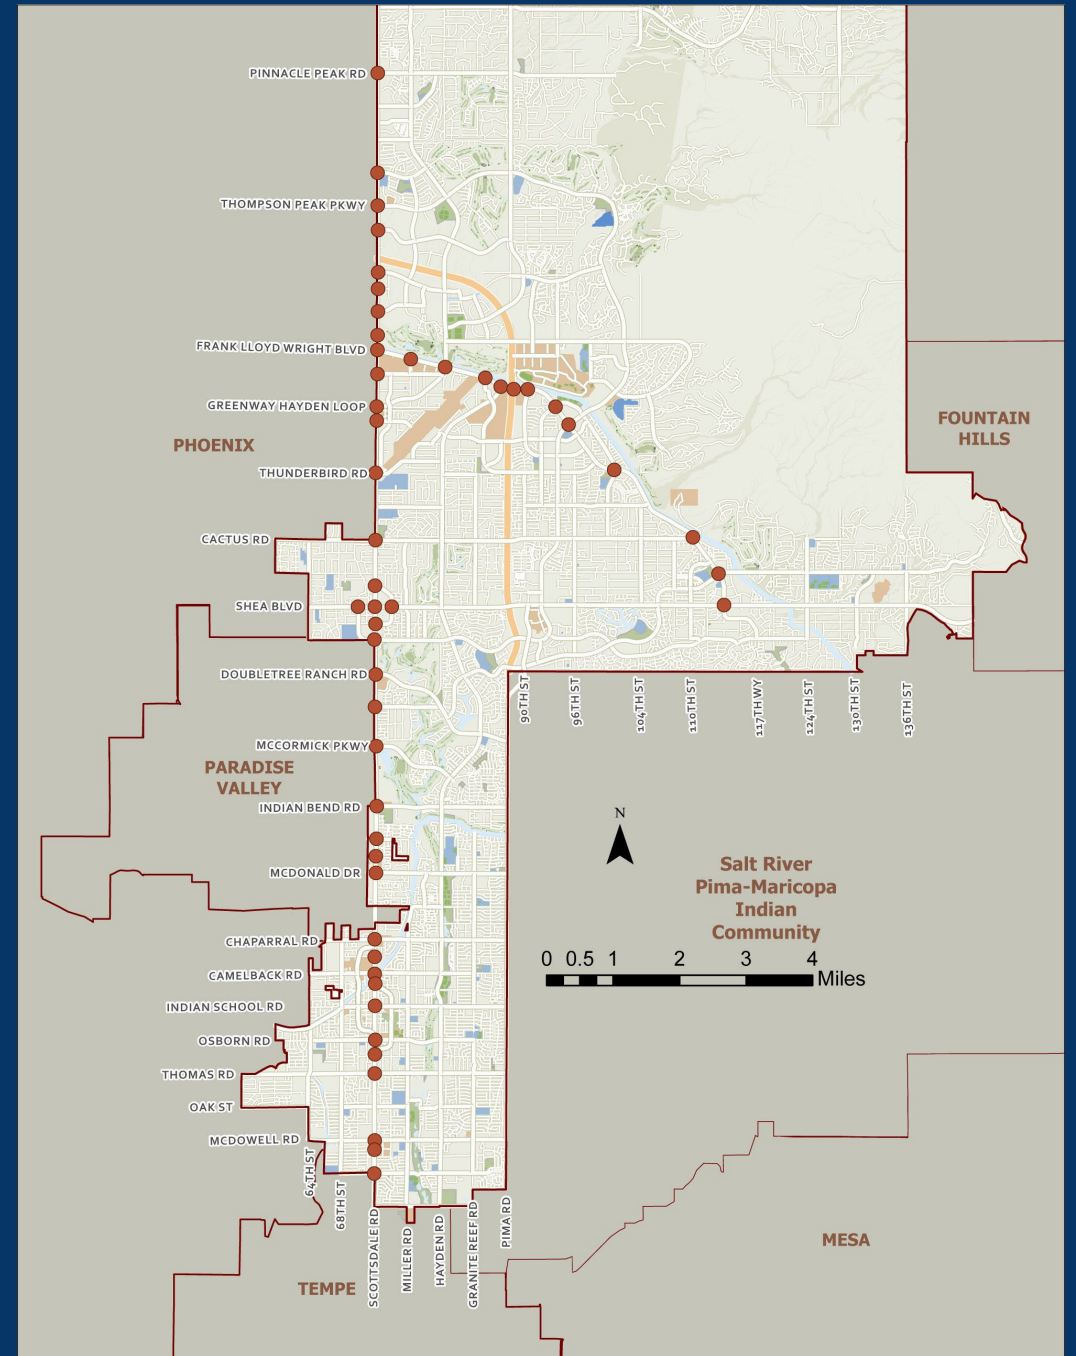 PINNACLE PEAK RD
THOMPSON PEAK PKWY
FRANK LLOYD WRIGHT BLVD
GREENWAY HAYDEN LOOP
FOUNTAIN
HILLS
PHOENIX
THUNDERBIRD RD
CACTUS RD
SHEA BLVD
DOUBLETREE RANCH RD
90TH ST
96TH ST
104TH ST
110TH ST
117TH WY
124TH ST
130TH ST
136TH ST
MCCORMICK PKWY
PARADISE
VALLEY
INDIAN BEND RD
N
MCDONALD DR
Salt River
Pima-Maricopa
Indian
Community
CHAPARRAL RD
0 0.5 1 2 3 4
Miles
CAMELBACK RD
INDIAN SCHOOL RD
OSBORN RD
THOMAS RD
OAK ST
MCDOWELL RD
64TH ST
68TH ST
SCOTTSDALE RD
MILLER RD
HAYDEN RD
GRANITE REEF RD
PIMA RD
MESA
TEMPE